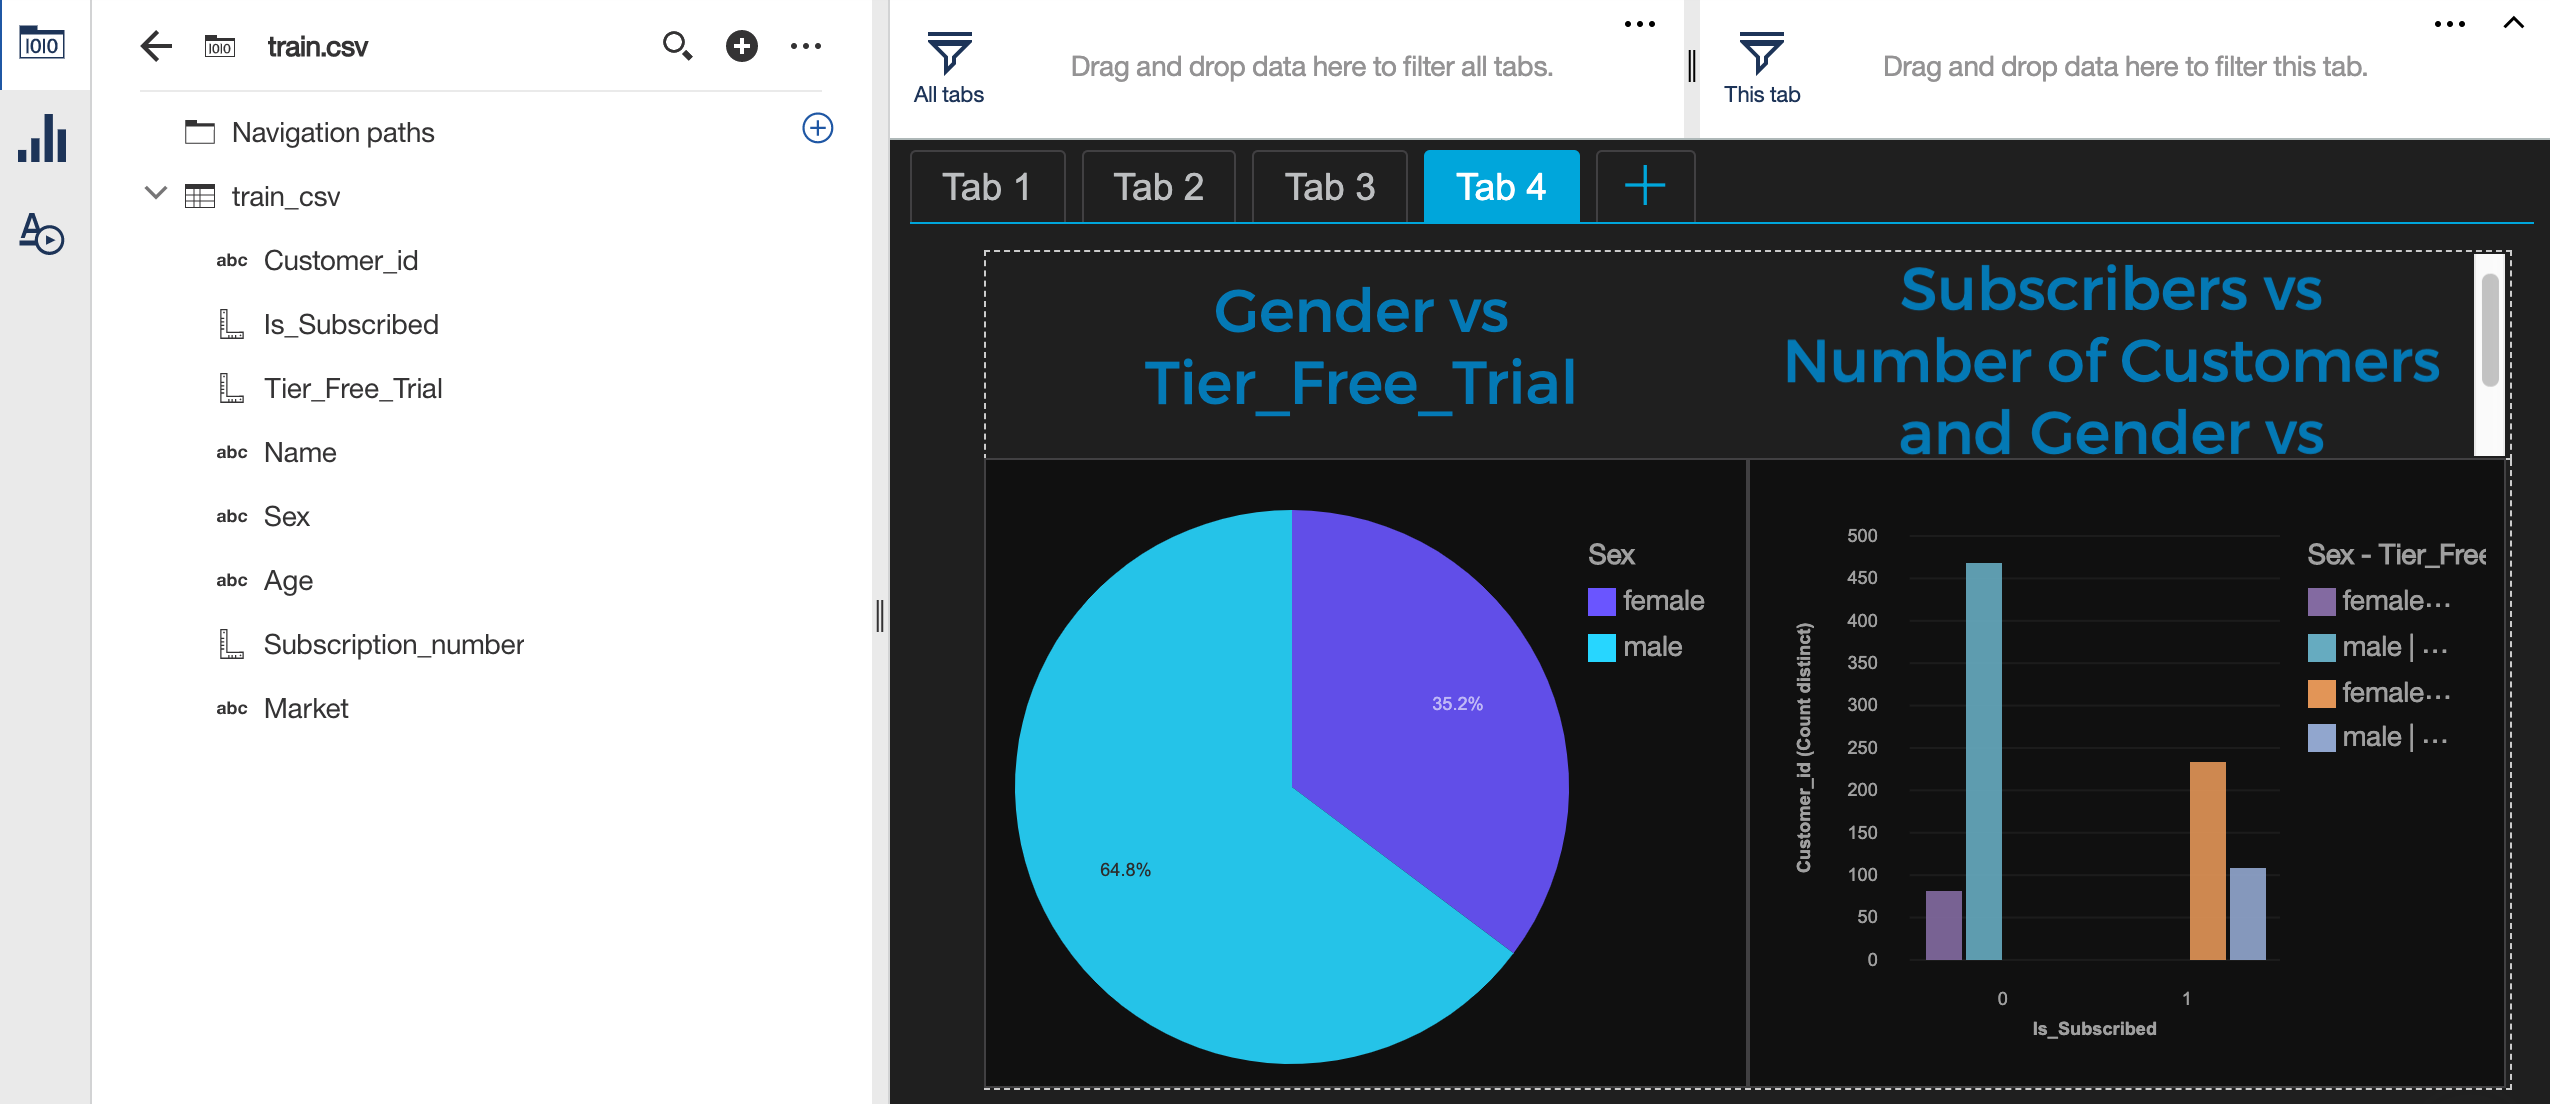 train.csv
Navigation paths
train_csv
abc Customer_id
Is_Subscribed
Tier_Free_Trial
abc Name
abc Sex
abc Age
Subscription_number
abc Market
All tabs
Drag and drop data here to filter all tabs.
This tab
Drag and drop data here to filter this tab.
Tab 1
Tab 2
Tab 3
Tab 4
Gender vs
Tier_Free_Trial
Subscribers vs
Number of Customers
and Gender vs
35.2%
64.8%
Sex
female
male
500
450
400
350
300
250
200
150
100
50
0
Customer_id (Count distinct)
0
1
Is_Subscribed
Sex - Tier_Free
female...
male | ...
female...
male | ...